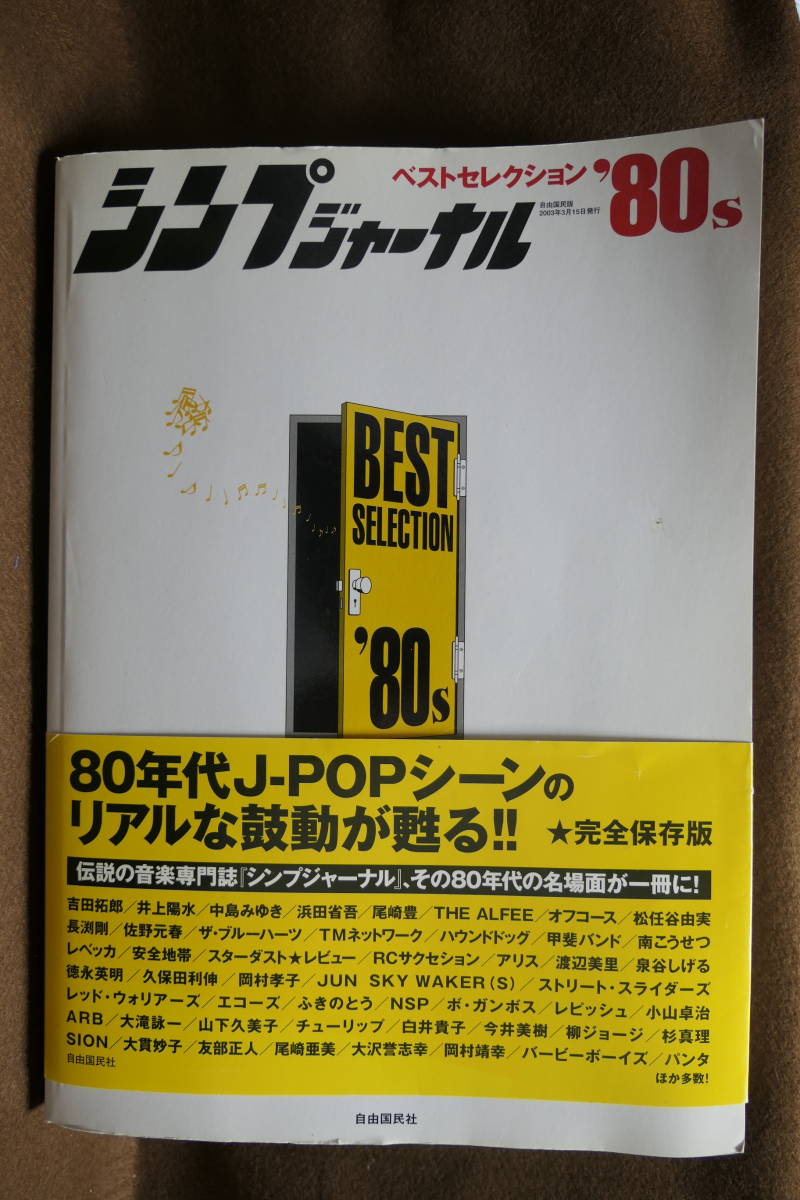 ベストセレクション '80s
シンプジャーナル
自由国民版
2003年3月15日発行
BEST
SELECTION
'80s
80年代J-POPシーンの
リアルな鼓動が甦る!! ★完全保存版
伝説の音楽専門誌『シンプジャーナル』、その80年代の名場面が一冊に!
吉田拓郎/井上陽水/中島みゆき/浜田省吾/尾崎豊/THE ALFEE/オフコース/松任谷由実
長渕剛/佐野元春/ザ・ブルーハーツ/TMネットワーク/ハウンドドッグ/甲斐バンド/南こうせつ
レベッカ/安全地帯/スターダスト★レビュー/RCサクセション/アリス/渡辺美里/泉谷しげる
徳永英明/久保田利伸/岡村孝子/JUN SKY WAKER(S)/ストリート・スライダーズ
レッド・ウォリアーズ/エコーズ/ふきのとう/NSP/ボ・ガンボス/レピッシュ/小山卓治
ARB/大滝詠一/山下久美子/チューリップ/白井貴子/今井美樹/柳ジョージ/杉真理
SION/大貫妙子/友部正人/尾崎亜美/大沢誉志幸/岡村靖幸/バービーボーイズ/パンタ
自由国民社
ほか多数!
自由国民社